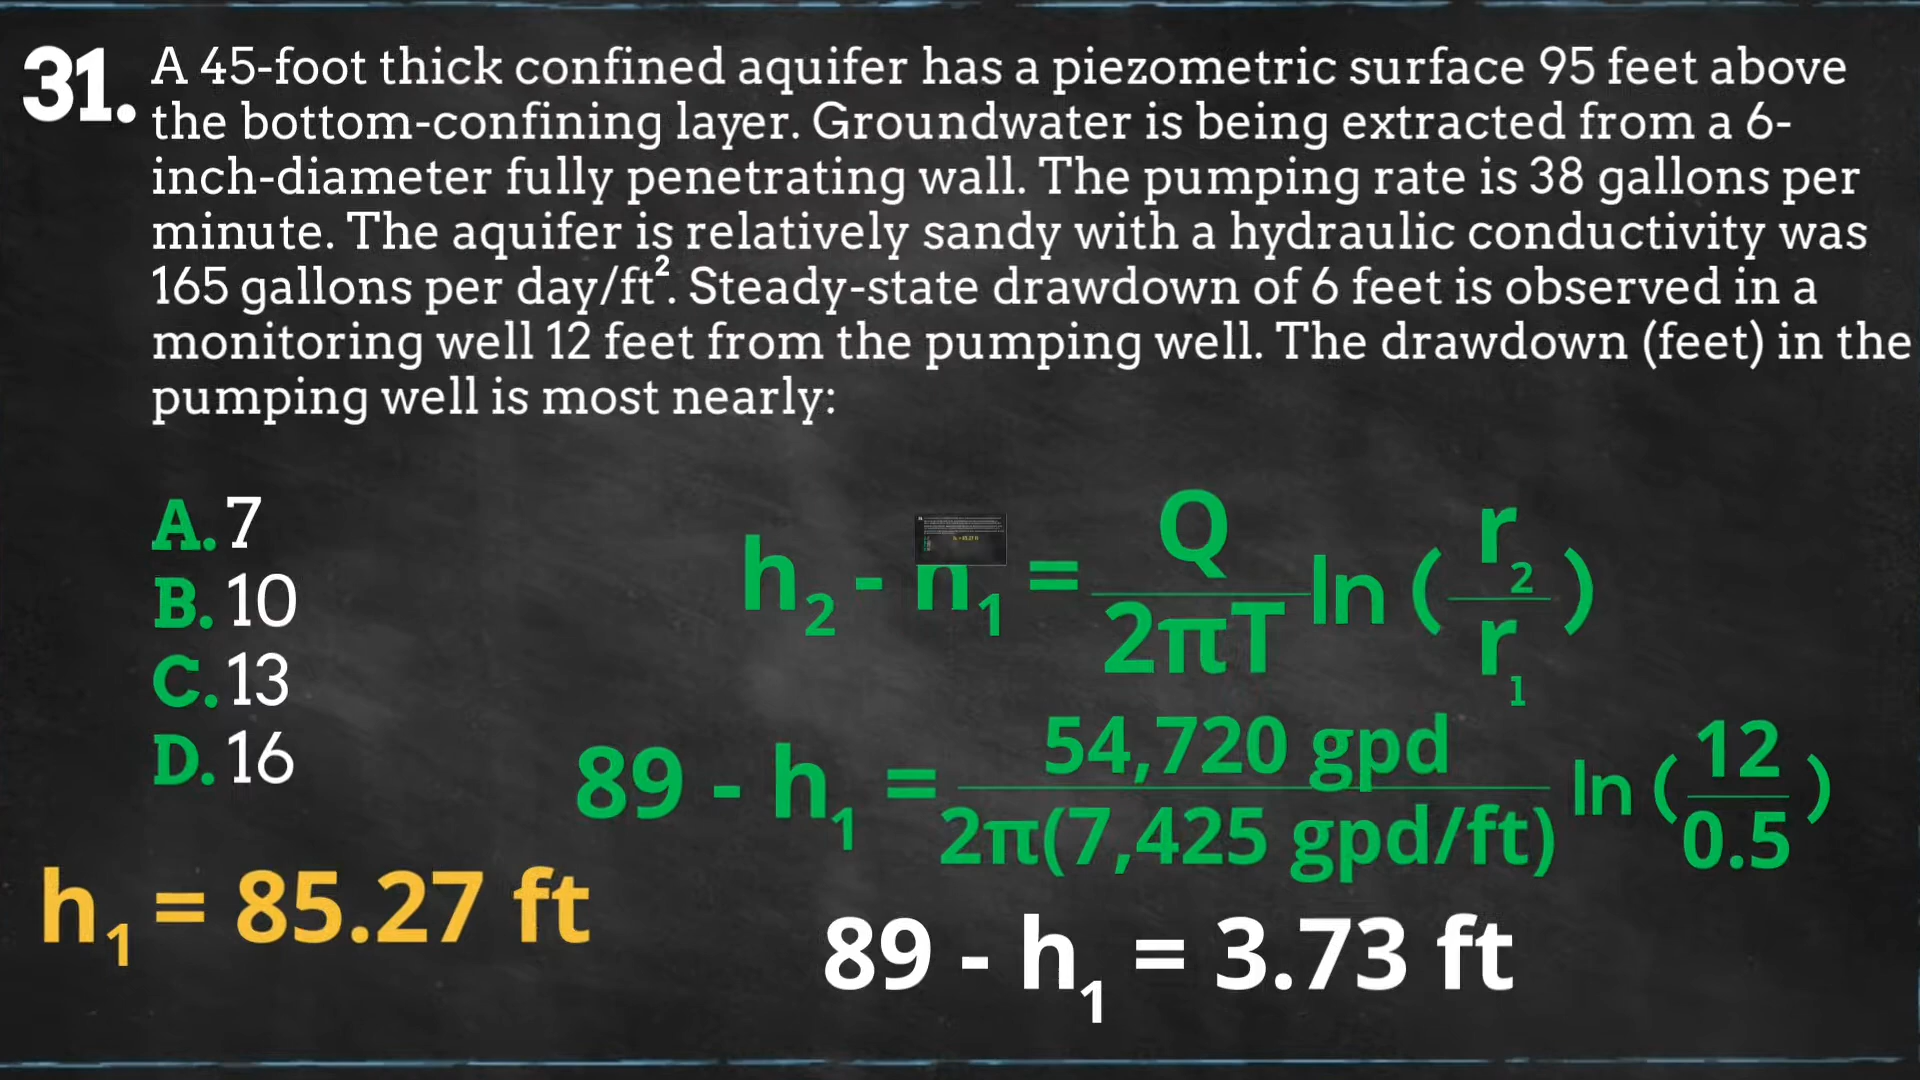 31. A 45-foot thick confined aquifer has a piezometric surface 95 feet above
the bottom-confining layer. Groundwater is being extracted from a 6-
inch-diameter fully penetrating wall. The pumping rate is 38 gallons per
minute. The aquifer is relatively sandy with a hydraulic conductivity was
165 gallons per day/ft². Steady-state drawdown of 6 feet is observed in a
monitoring well 12 feet from the pumping well. The drawdown (feet) in the
pumping well is most nearly:
A. 7
B. 10
C. 13
D. 16
h₂ - h₁ = Q / 2πT ln ( r₂ / r₁ )
89 - h₁ = 54,720 gpd / 2π(7,425 gpd/ft) ln ( 12 / 0.5 )
89 - h₁ = 3.73 ft
h₁ = 85.27 ft